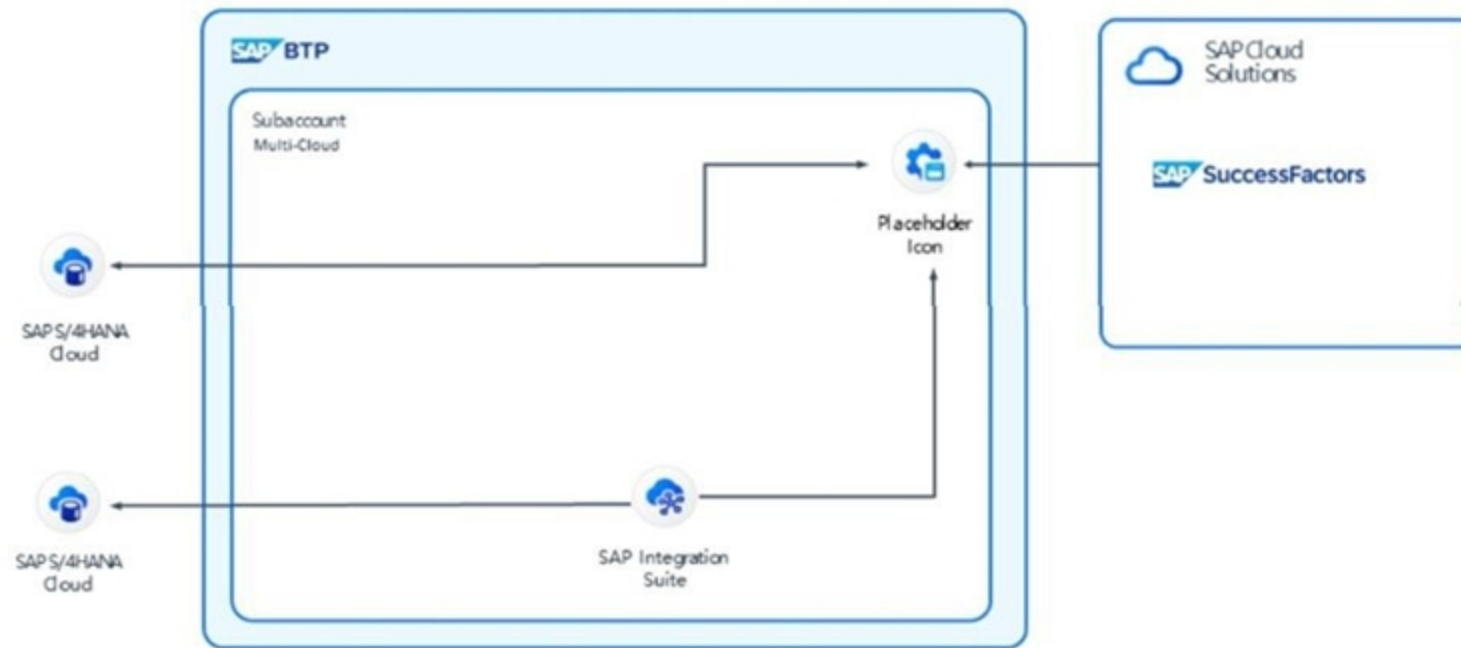 SAP BTP
Subaccount
Multi-Cloud
Placeholder
Icon
SAP Cloud
Solutions
SAP SuccessFactors
SAP S/4HANA
Cloud
SAP S/4HANA
Cloud
SAP Integration
Suite